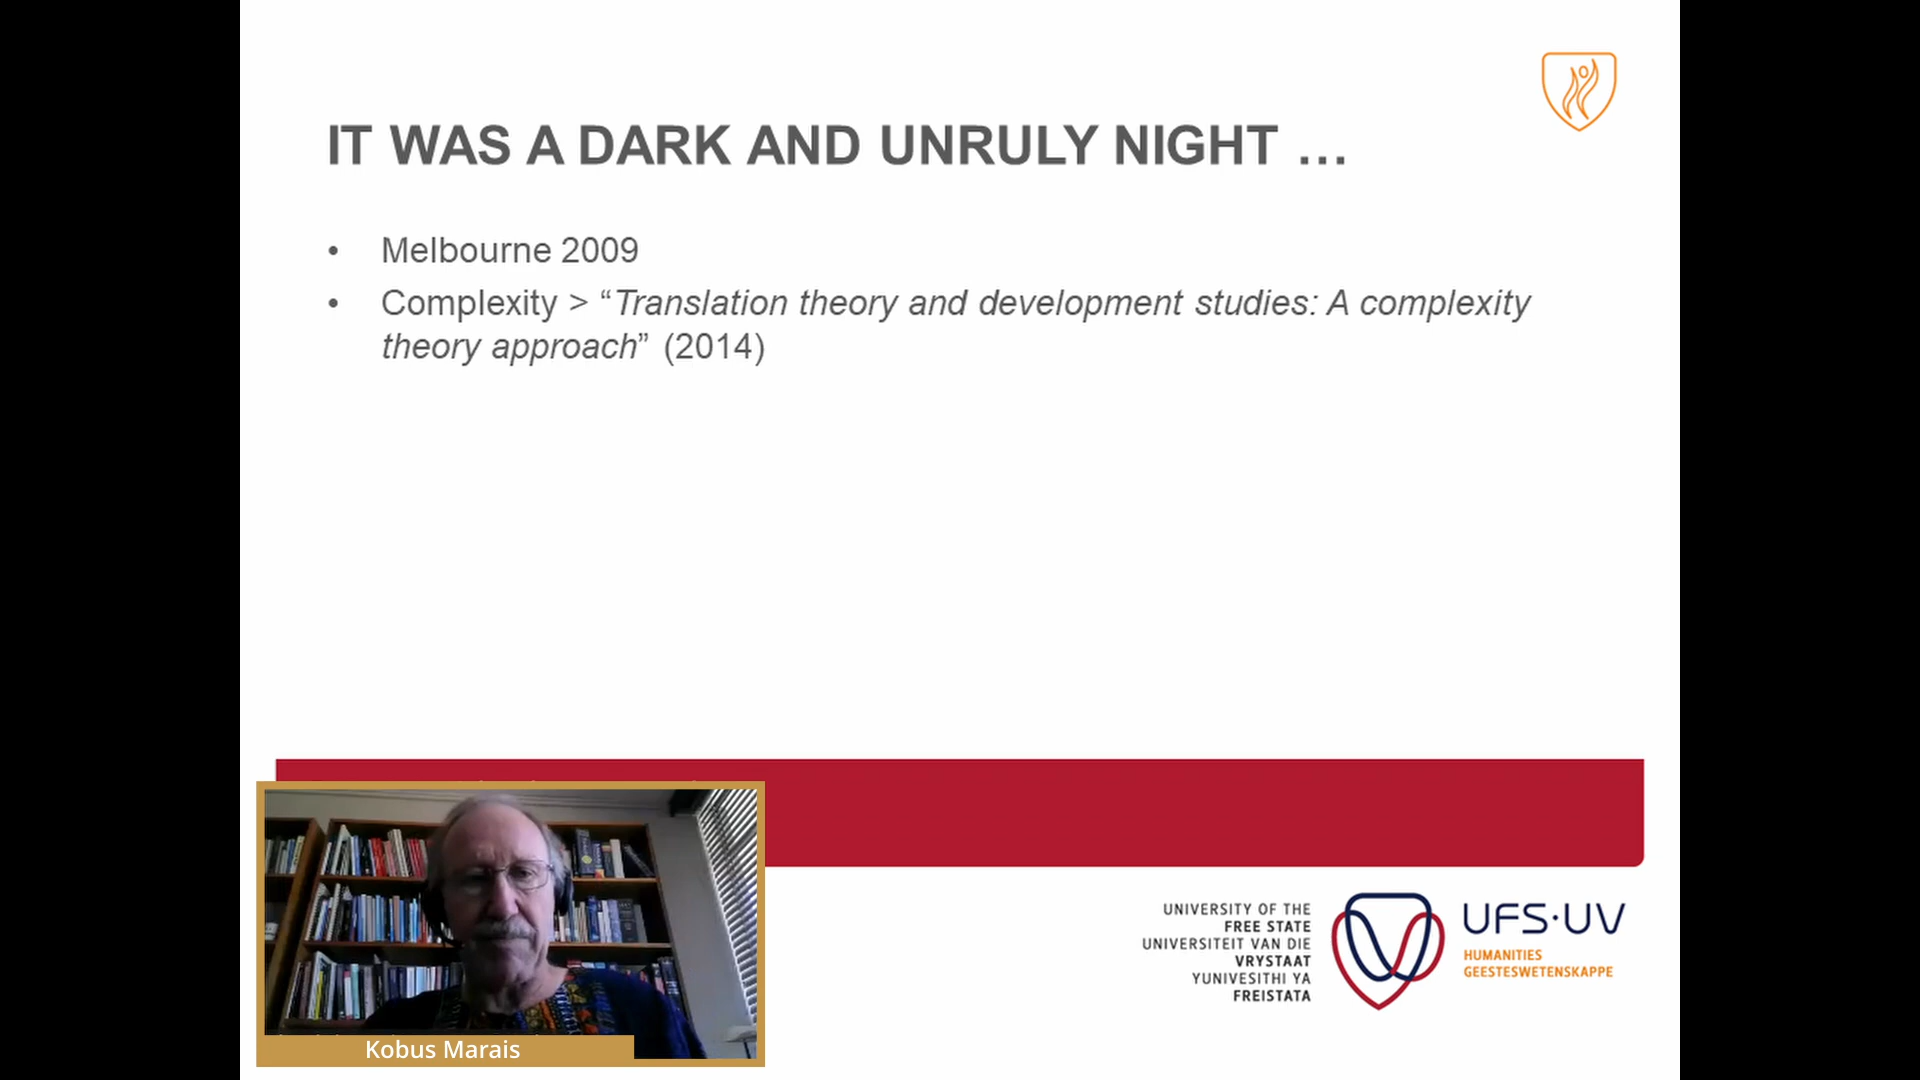 IT WAS A DARK AND UNRULY NIGHT …
• Melbourne 2009
• Complexity > “Translation theory and development studies: A complexity
theory approach” (2014)
UNIVERSITY OF THE
FREE STATE
UNIVERSITEIT VAN DIE
VRYSTAAT
YUNIVESITHI YA
FREISTATA
UFS·UV
HUMANITIES
GEESTESWETENSKAPPE
Kobus Marais